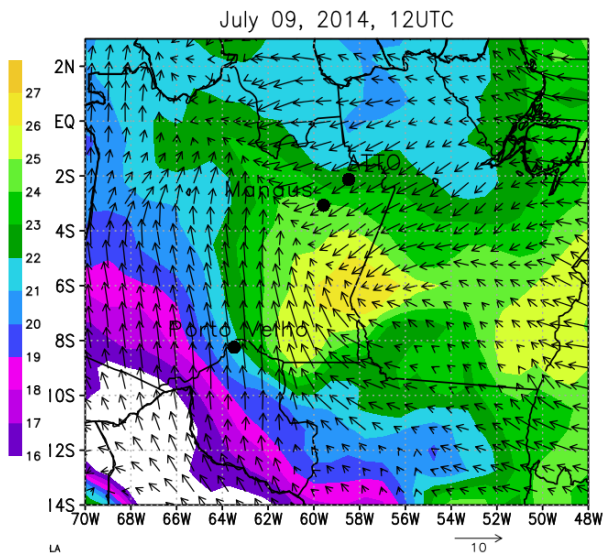 July 09, 2014, 12UTC
2N
EQ
2S
4S
6S
8S
10S
12S
14S
27
26
25
24
23
22
21
20
19
18
17
16
ATTO
Manaus
Porto Velho
70W 68W 66W 64W 62W 60W 58W 56W 54W 52W 50W 48W
10
LA